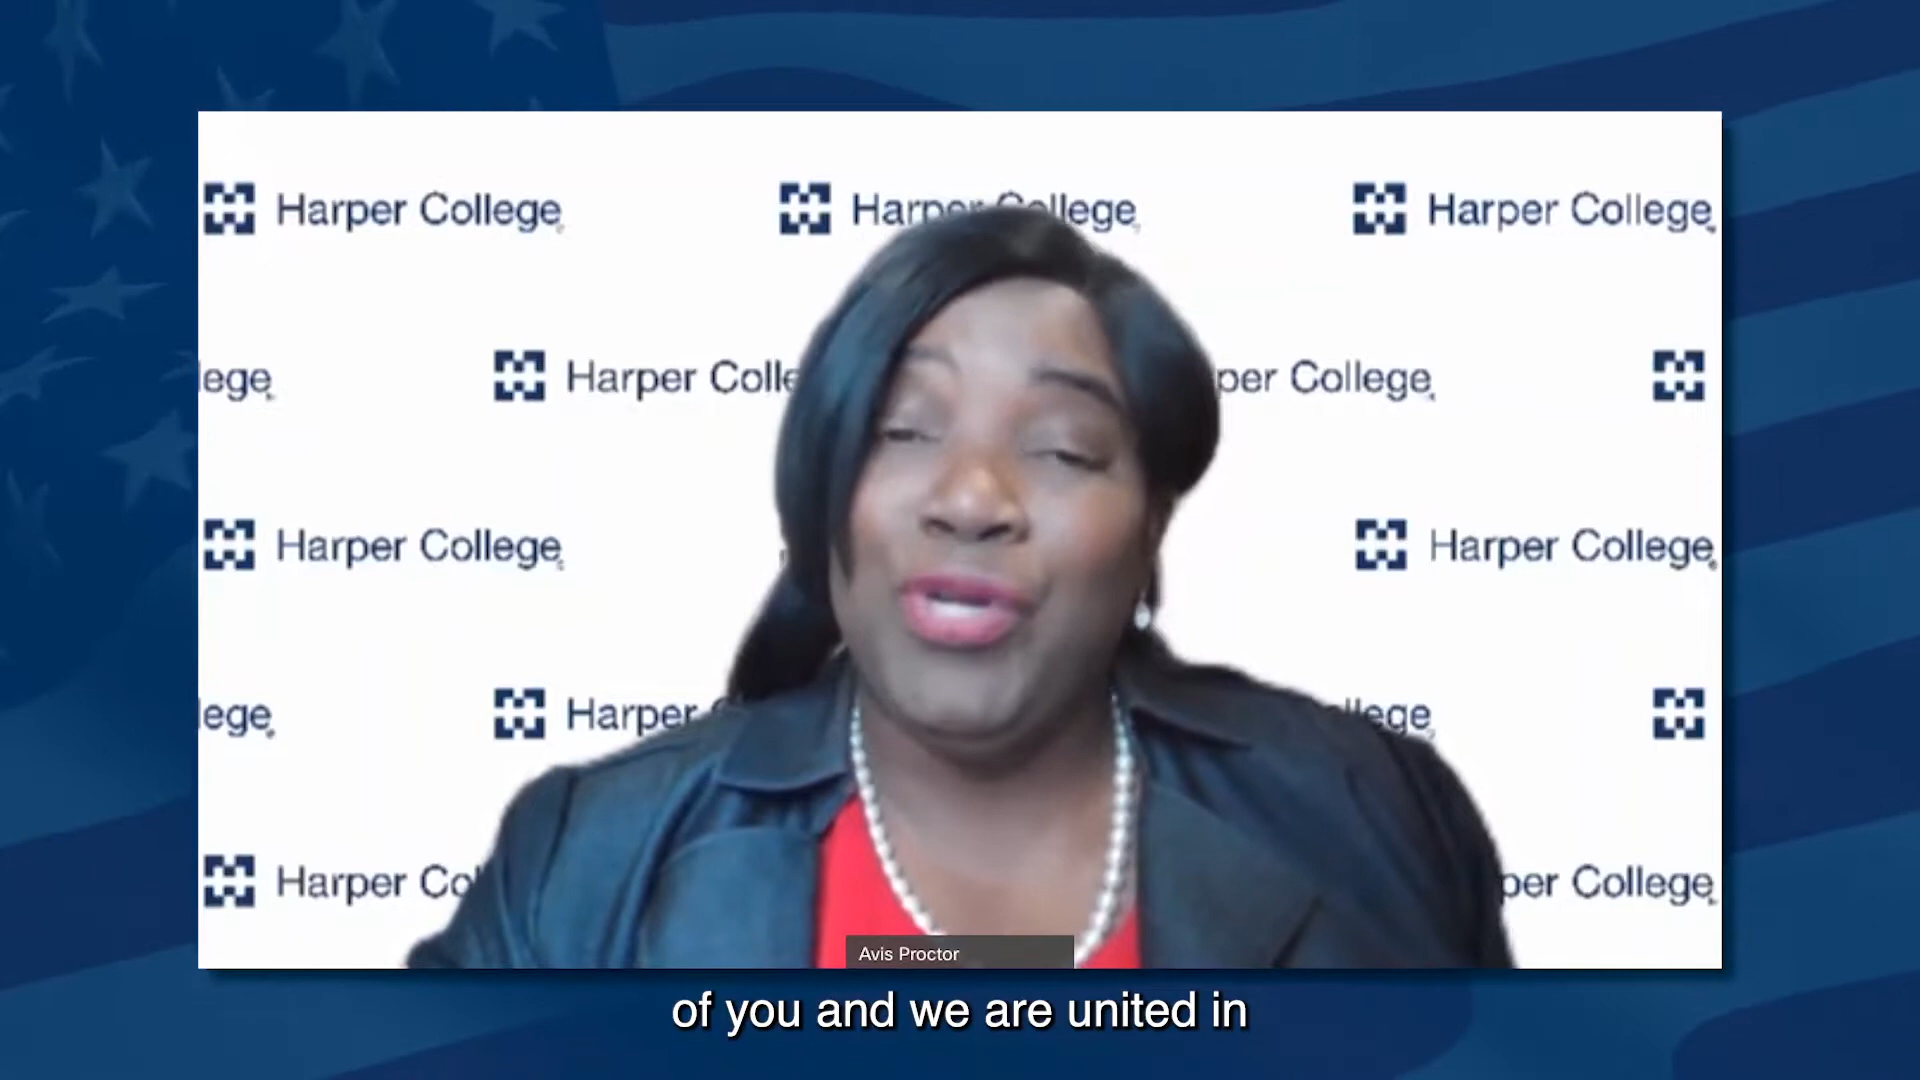 Harper College
Harper College
Harper College
lege
Harper Colle
per College
Harper College
Harper College
lege
Harper
llege
Harper Co
per College
Avis Proctor
of you and we are united in